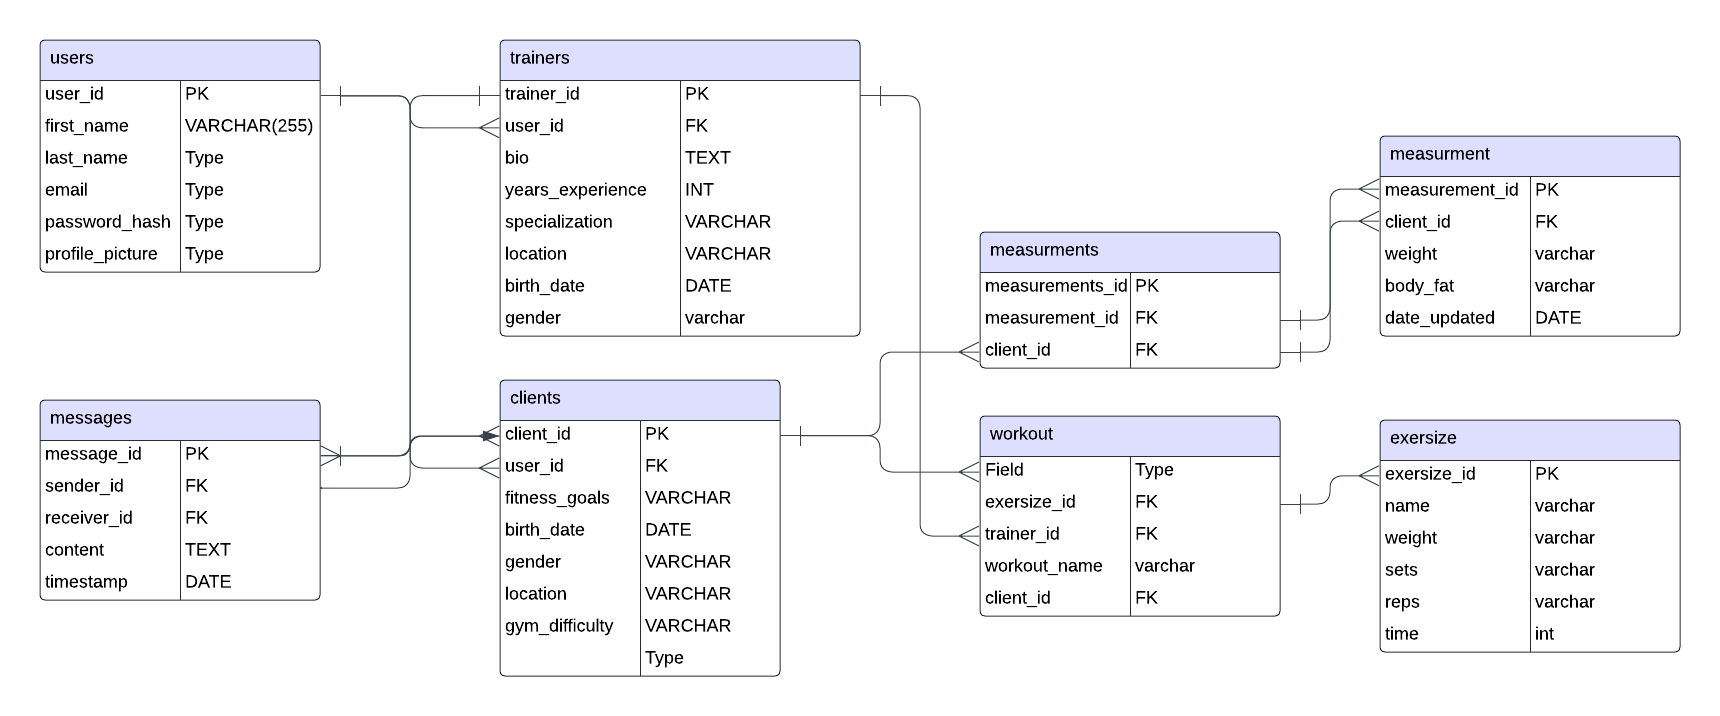 users
user_id PK
first_name VARCHAR(255)
last_name Type
email Type
password_hash Type
profile_picture Type
trainers
trainer_id PK
user_id FK
bio TEXT
years_experience INT
specialization VARCHAR
location VARCHAR
birth_date DATE
gender varchar
measurment
measurement_id PK
client_id FK
weight varchar
body_fat varchar
date_updated DATE
measurments
measurements_id PK
measurement_id FK
client_id FK
messages
message_id PK
sender_id FK
receiver_id FK
content TEXT
timestamp DATE
clients
client_id PK
user_id FK
fitness_goals VARCHAR
birth_date DATE
gender VARCHAR
location VARCHAR
gym_difficulty VARCHAR
Type
workout
Field Type
exersize_id FK
trainer_id FK
workout_name varchar
client_id FK
exersize
exersize_id PK
name varchar
weight varchar
sets varchar
reps varchar
time int